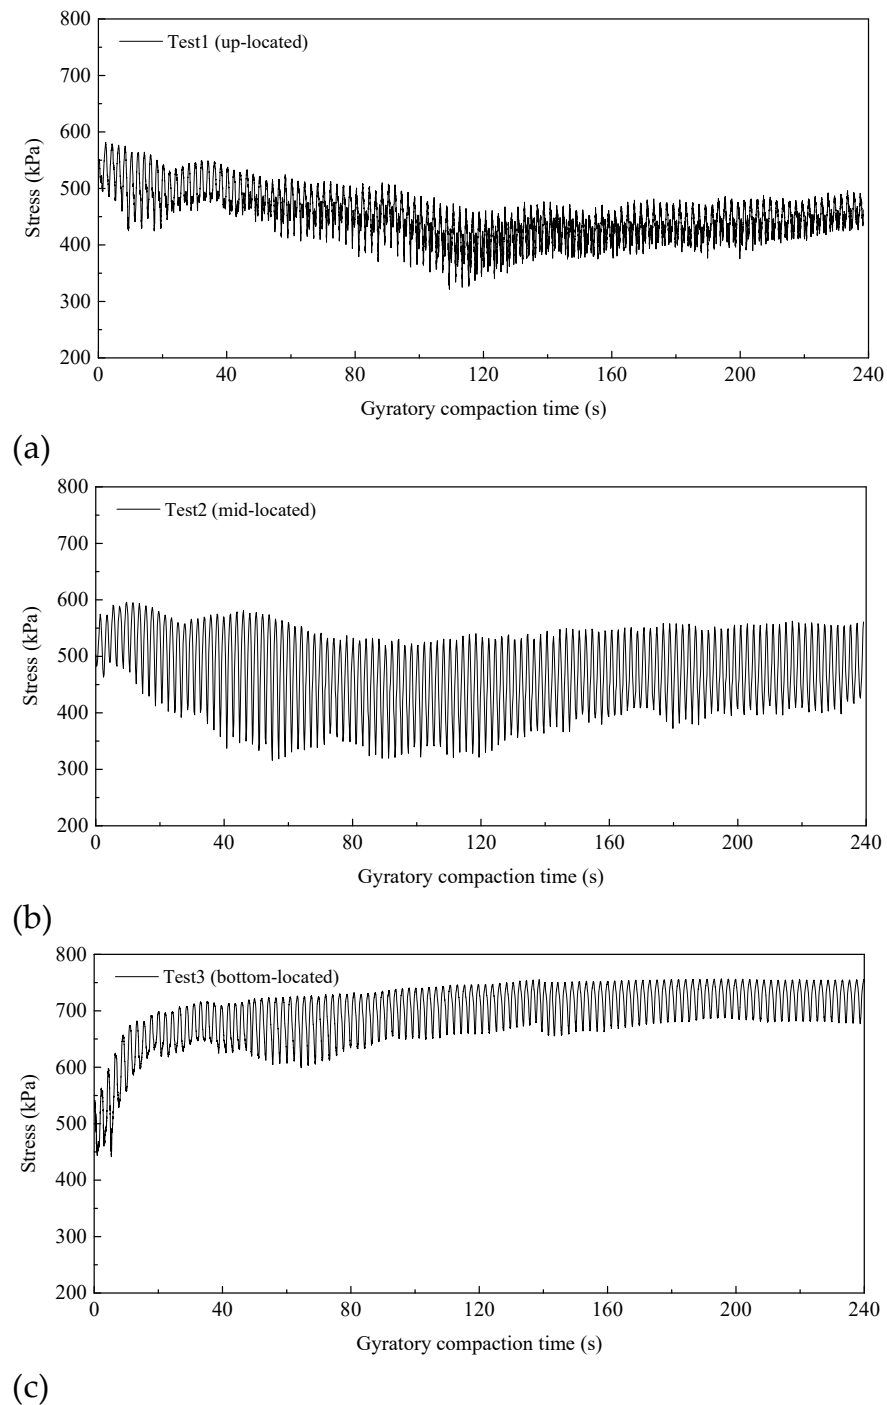 800
Test1 (up-located)
700
600
500
400
300
200
Stress (kPa)
0 40 80 120 160 200 240
Gyratory compaction time (s)
(a)
800
Test2 (mid-located)
700
600
500
400
300
200
Stress (kPa)
0 40 80 120 160 200 240
Gyratory compaction time (s)
(b)
800
Test3 (bottom-located)
700
600
500
400
300
200
Stress (kPa)
0 40 80 120 160 200 240
Gyratory compaction time (s)
(c)